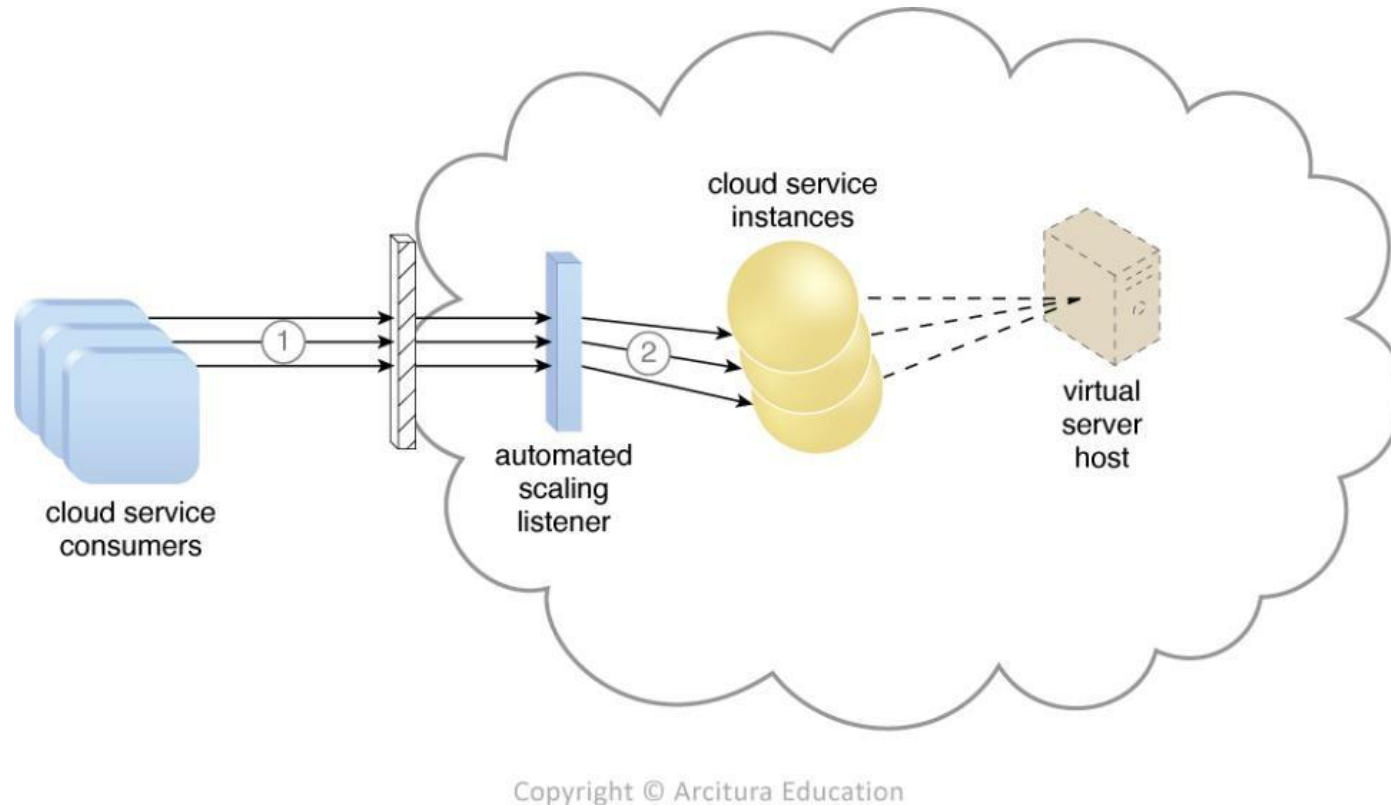 cloud service
instances
1
2
automated
scaling
listener
virtual
server
host
cloud service
consumers
Copyright © Arcitura Education